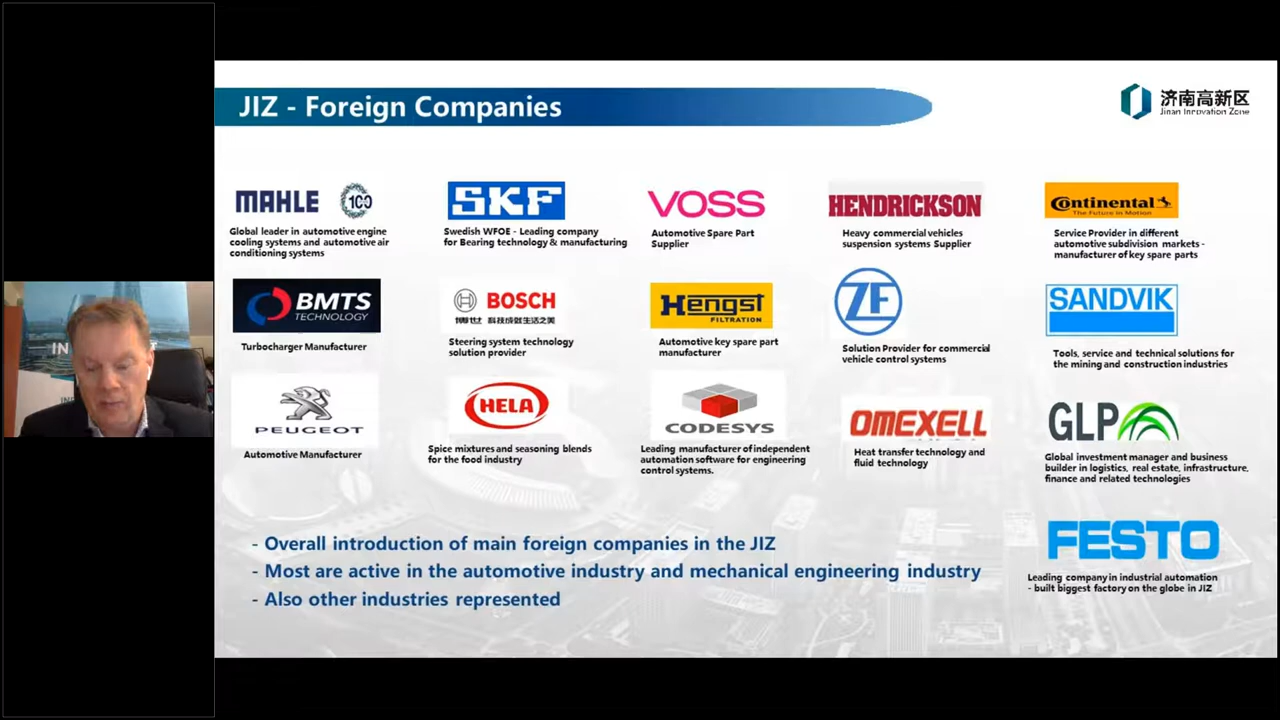 JIZ - Foreign Companies
济南高新区
Jinan Innovation Zone
MAHLE
100
SKF
VOSS
HENDRICKSON
Continental
The Future in Motion
Global leader in automotive engine
cooling systems and automotive air
conditioning systems
Swedish WFOE - Leading company
for Bearing technology & manufacturing
Automotive Spare Part
Supplier
Heavy commercial vehicles
suspension systems Supplier
Service Provider in different
automotive subdivision markets -
manufacturer of key spare parts
BMTS
TECHNOLOGY
BOSCH
博世 科技成就生活之美
Hengst
FILTRATION
ZF
SANDVIK
Turbocharger Manufacturer
Steering system technology
solution provider
Automotive key spare part
manufacturer
Solution Provider for commercial
vehicle control systems
Tools, service and technical solutions for
the mining and construction industries
PEUGEOT
HELA
CODESYS
OMEXELL
GLP
Automotive Manufacturer
Spice mixtures and seasoning blends
for the food industry
Leading manufacturer of independent
automation software for engineering
control systems.
Heat transfer technology and
fluid technology
Global investment manager and business
builder in logistics, real estate, infrastructure,
finance and related technologies
FESTO
Leading company in industrial automation
- built biggest factory on the globe in JIZ
- Overall introduction of main foreign companies in the JIZ
- Most are active in the automotive industry and mechanical engineering industry
- Also other industries represented
IN